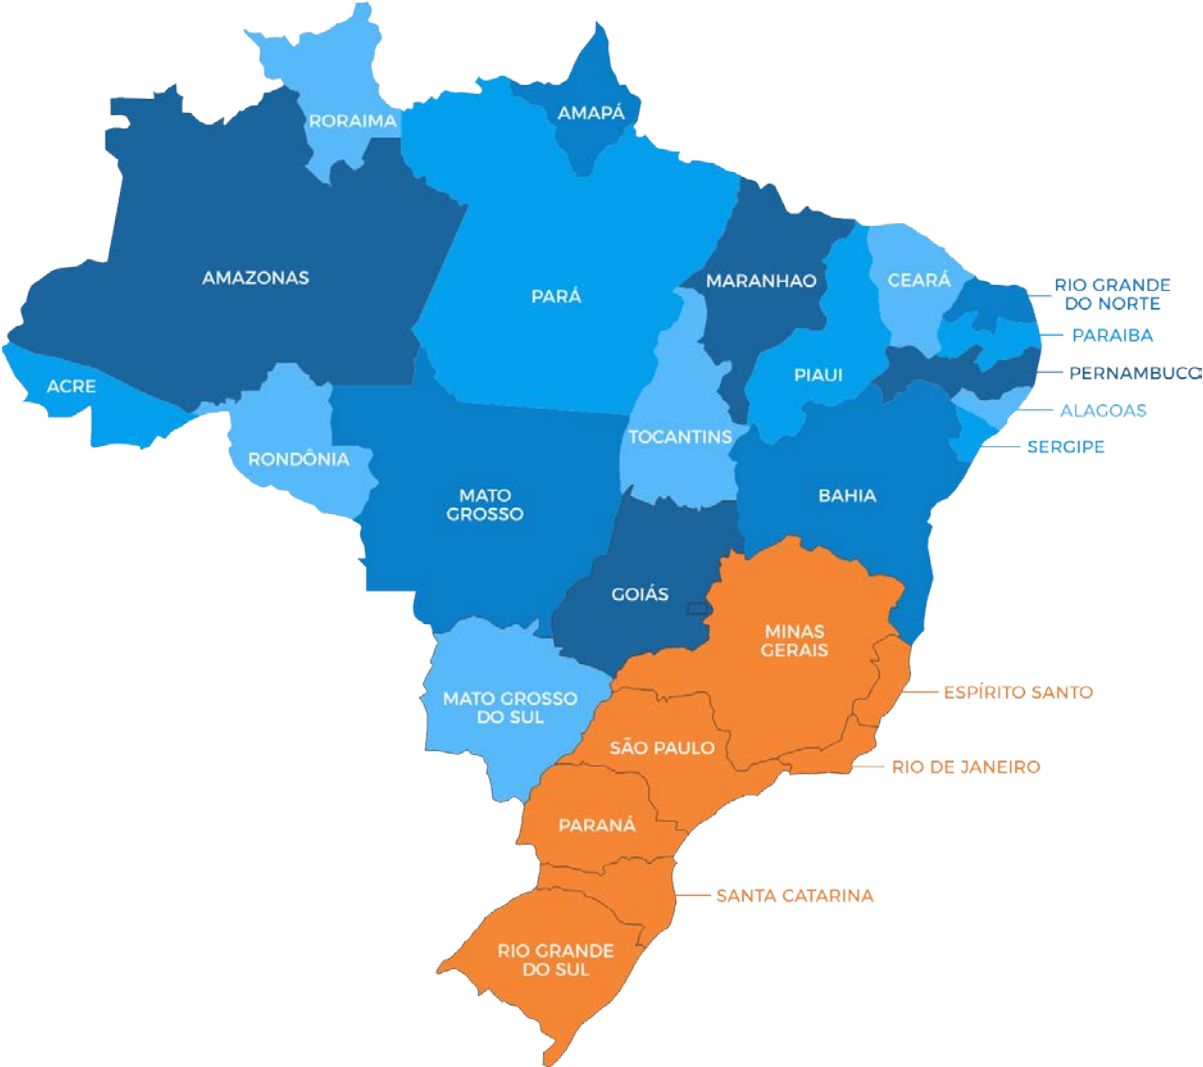 RORAIMA
AMAPÁ
AMAZONAS
PARÁ
MARANHAO
CEARÁ
RIO GRANDE
DO NORTE
PARAIBA
PERNAMBUCO
ALAGOAS
SERGIPE
ACRE
PIAUI
TOCANTINS
RONDÔNIA
MATO
GROSSO
BAHIA
GOIÁS
MINAS
GERAIS
ESPÍRITO SANTO
MATO GROSSO
DO SUL
SÃO PAULO
RIO DE JANEIRO
PARANÁ
SANTA CATARINA
RIO GRANDE
DO SUL